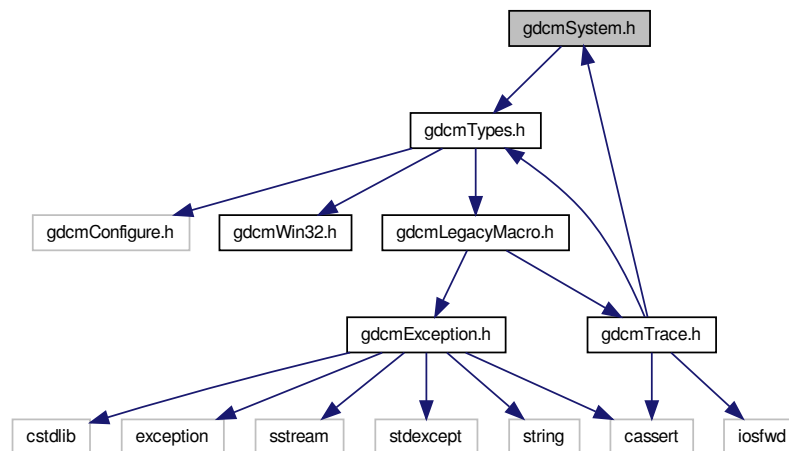 gdcmSystem.h
gdcmTypes.h
gdcmConfigure.h
gdcmWin32.h
gdcmLegacyMacro.h
gdcmException.h
gdcmTrace.h
cstdlib
exception
sstream
stdexcept
string
cassert
iosfwd